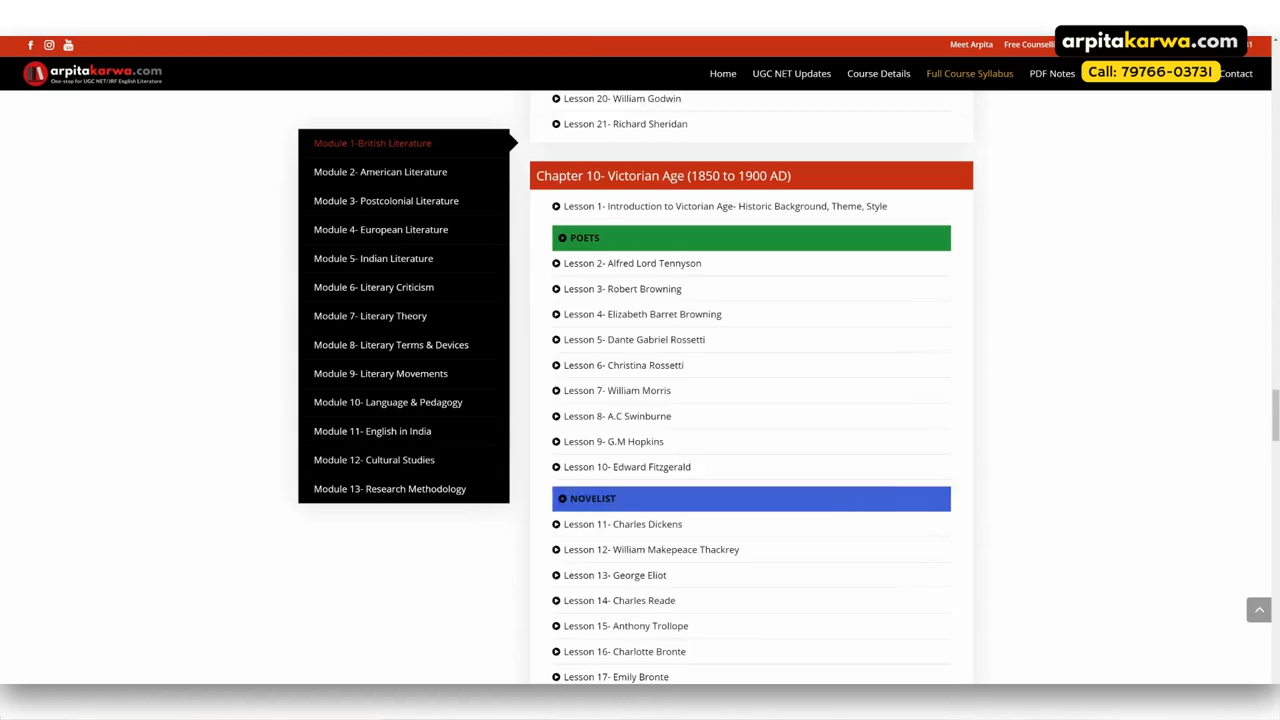 arpitakarwa.com
Meet Arpita
Free Counselli
31
arpitakarwa.com
One-stop for UGC NET/JRF English Literature
Home
UGC NET Updates
Course Details
Full Course Syllabus
PDF Notes
Call: 79766-03731
Contact
Lesson 20- William Godwin
Lesson 21- Richard Sheridan
Module 1-British Literature
Module 2- American Literature
Module 3- Postcolonial Literature
Module 4- European Literature
Module 5- Indian Literature
Module 6- Literary Criticism
Module 7- Literary Theory
Module 8- Literary Terms & Devices
Module 9- Literary Movements
Module 10- Language & Pedagogy
Module 11- English in India
Module 12- Cultural Studies
Module 13- Research Methodology
Chapter 10- Victorian Age (1850 to 1900 AD)
Lesson 1- Introduction to Victorian Age- Historic Background, Theme, Style
POETS
Lesson 2- Alfred Lord Tennyson
Lesson 3- Robert Browning
Lesson 4- Elizabeth Barret Browning
Lesson 5- Dante Gabriel Rossetti
Lesson 6- Christina Rossetti
Lesson 7- William Morris
Lesson 8- A.C Swinburne
Lesson 9- G.M Hopkins
Lesson 10- Edward Fitzgerald
NOVELIST
Lesson 11- Charles Dickens
Lesson 12- William Makepeace Thackrey
Lesson 13- George Eliot
Lesson 14- Charles Reade
Lesson 15- Anthony Trollope
Lesson 16- Charlotte Bronte
Lesson 17- Emily Bronte